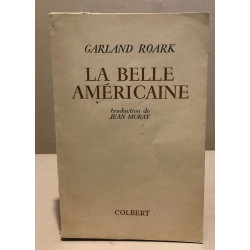 GARLAND ROARK
LA BELLE
AMÉRICAINE
traduction de
JEAN MURAY
COLBERT